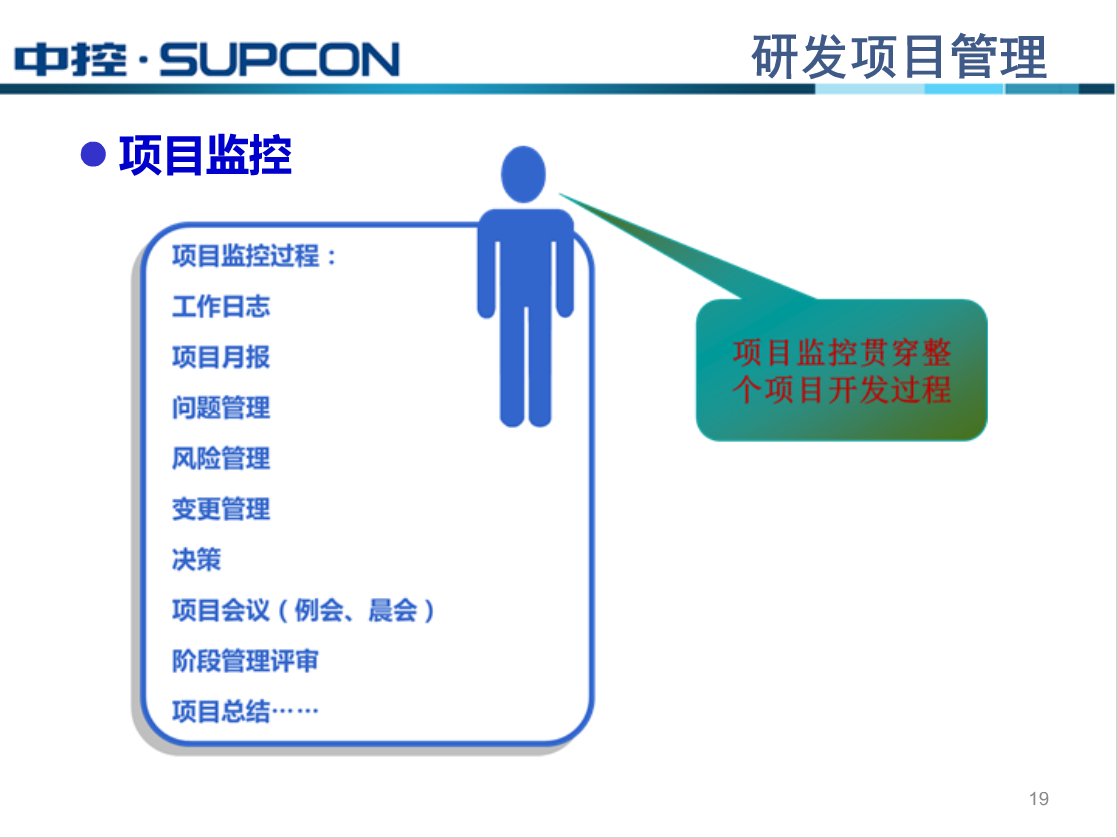 中控·SUPCON
研发项目管理
项目监控
项目监控过程：
工作日志
项目月报
问题管理
风险管理
变更管理
决策
项目会议（例会、晨会）
阶段管理评审
项目总结……
项目监控贯穿整
个项目开发过程
19